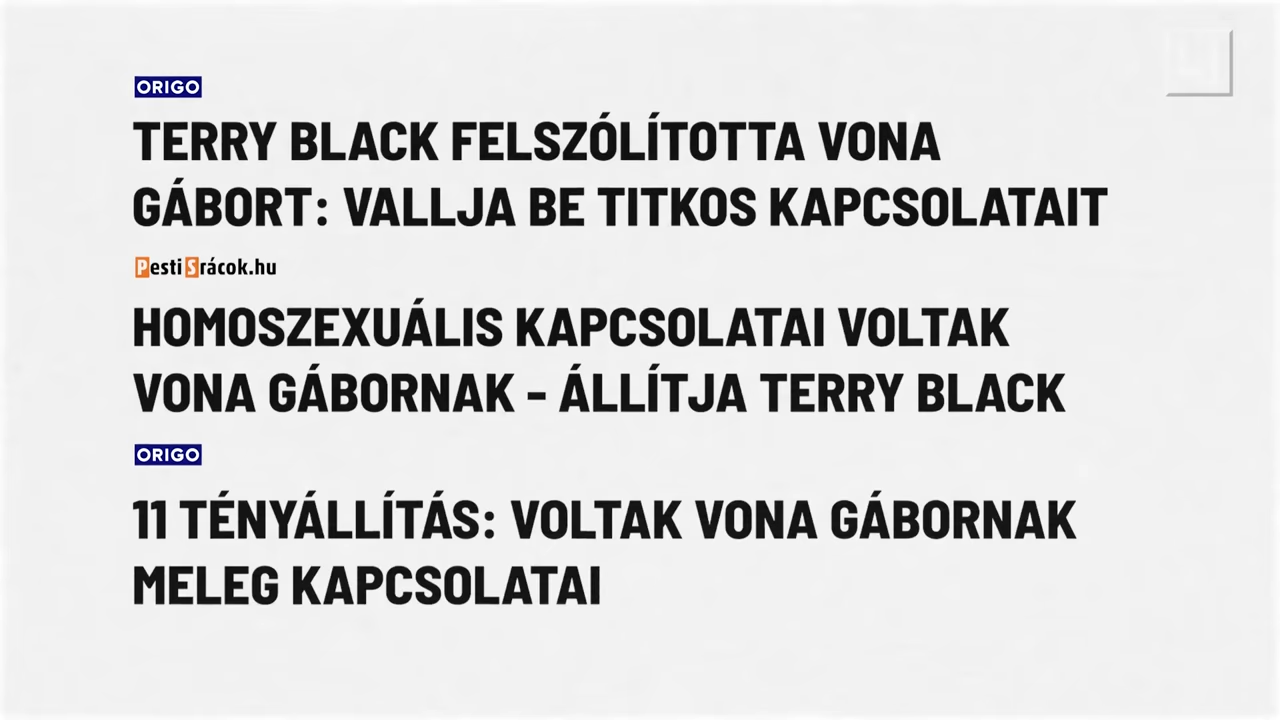 ORIGO
TERRY BLACK FELSZÓLÍTOTTA VONA
GÁBORT: VALLJA BE TITKOS KAPCSOLATAIT
PestiSrácok.hu
HOMOSZEXUÁLIS KAPCSOLATAI VOLTAK
VONA GÁBORNAK - ÁLLÍTJA TERRY BLACK
ORIGO
11 TÉNYÁLLÍTÁS: VOLTAK VONA GÁBORNAK
MELEG KAPCSOLATAI